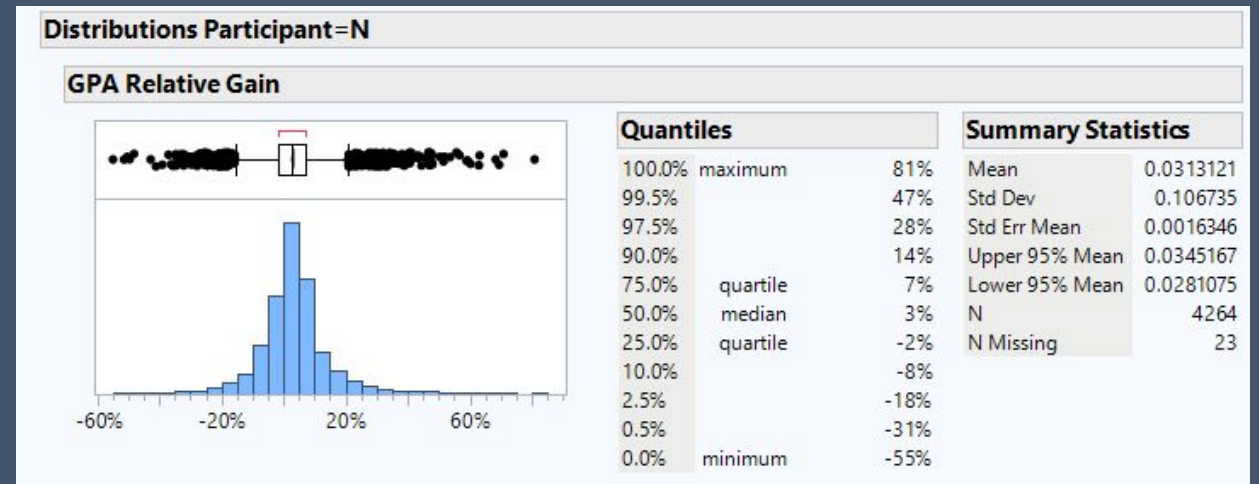 Distributions Participant=N
GPA Relative Gain
-60% -20% 20% 60%
Quantiles
100.0% maximum 81%
99.5% 47%
97.5% 28%
90.0% 14%
75.0% quartile 7%
50.0% median 3%
25.0% quartile -2%
10.0% -8%
2.5% -18%
0.5% -31%
0.0% minimum -55%
Summary Statistics
Mean 0.0313121
Std Dev 0.106735
Std Err Mean 0.0016346
Upper 95% Mean 0.0345167
Lower 95% Mean 0.0281075
N 4264
N Missing 23